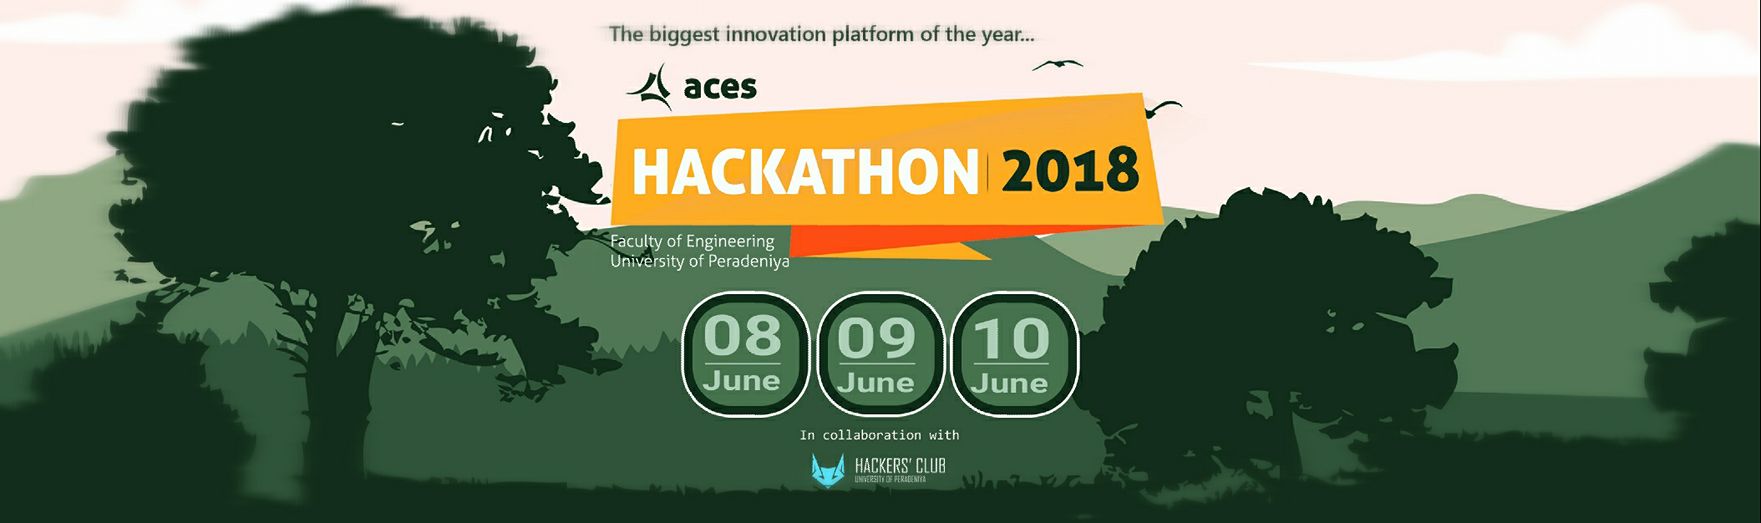 The biggest innovation platform of the year...
aces
HACKATHON | 2018
Faculty of Engineering
University of Peradeniya
08
June
09
June
10
June
In collaboration with
HACKERS' CLUB
UNIVERSITY OF PERADENIYA